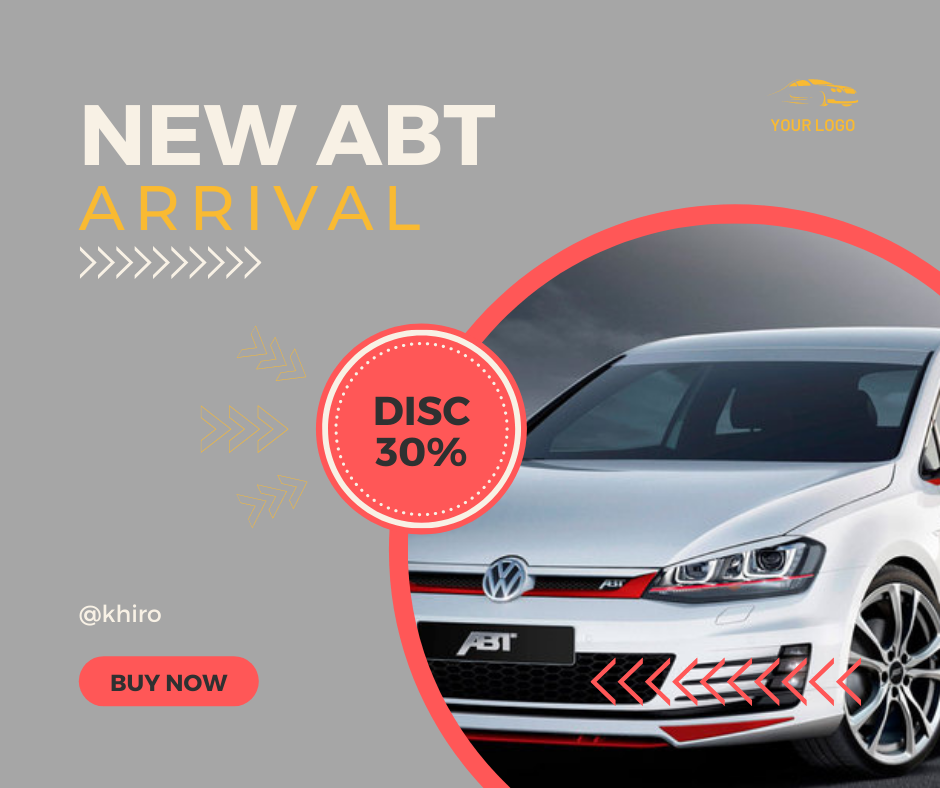 NEW ABT
ARRIVAL
YOUR LOGO
DISC
30%
ABT
ABT
@khiro
BUY NOW